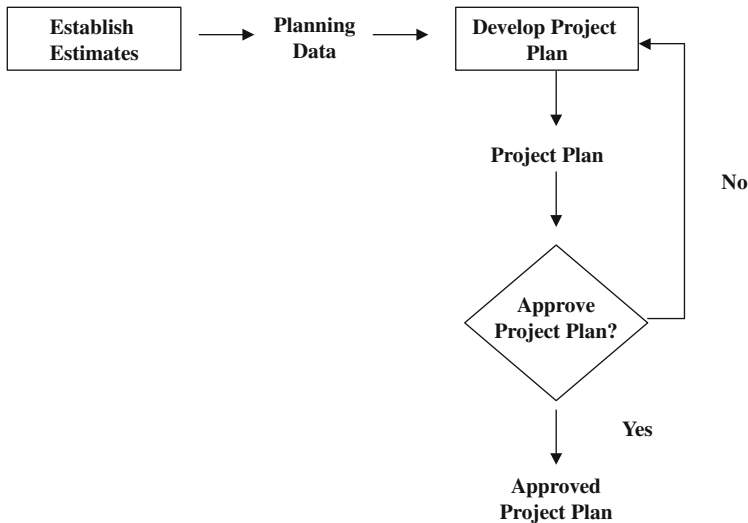 Establish
Estimates
Planning
Data
Develop Project
Plan
Project Plan
No
Approve
Project Plan?
Yes
Approved
Project Plan